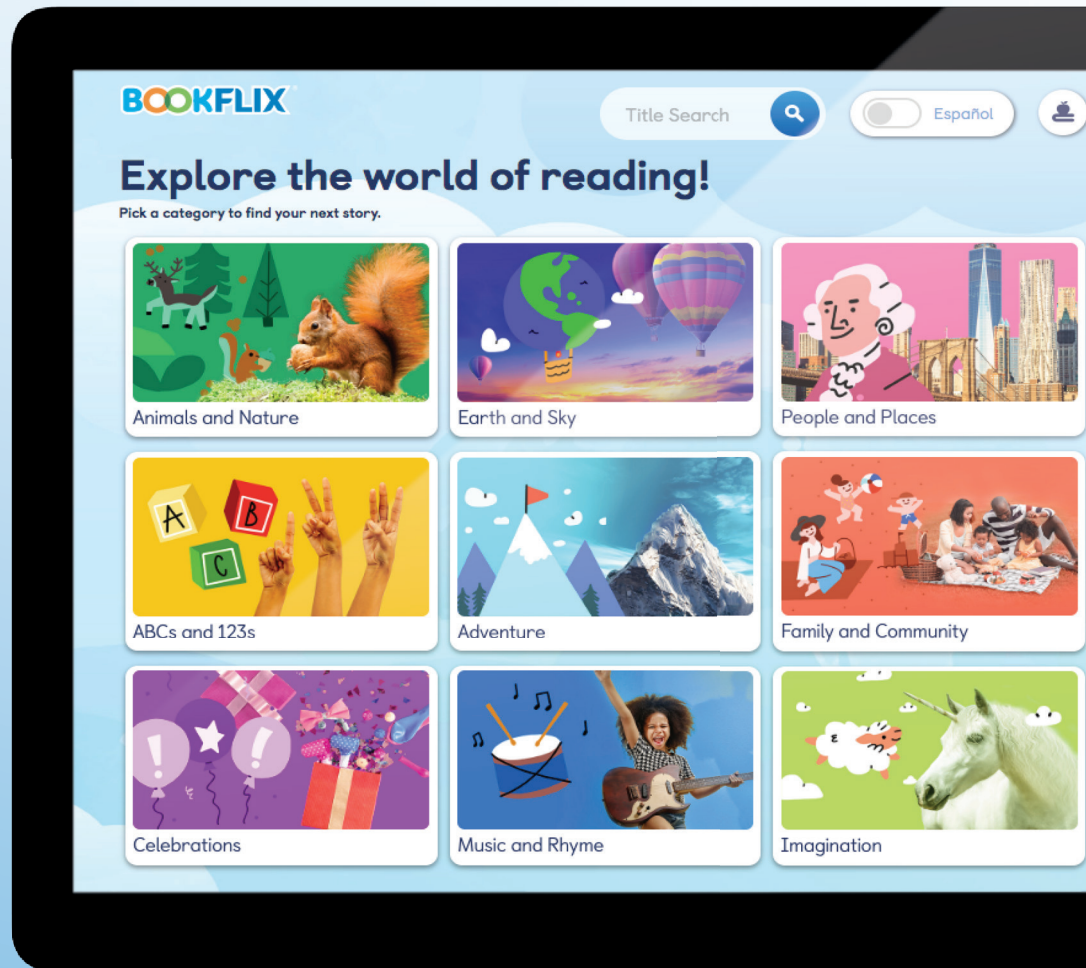 BOOKFLIX
Title Search
Español
Explore the world of reading!
Pick a category to find your next story.
Animals and Nature
Earth and Sky
People and Places
A
B
C
ABCs and 123s
Adventure
Family and Community
! !
Celebrations
Music and Rhyme
Imagination